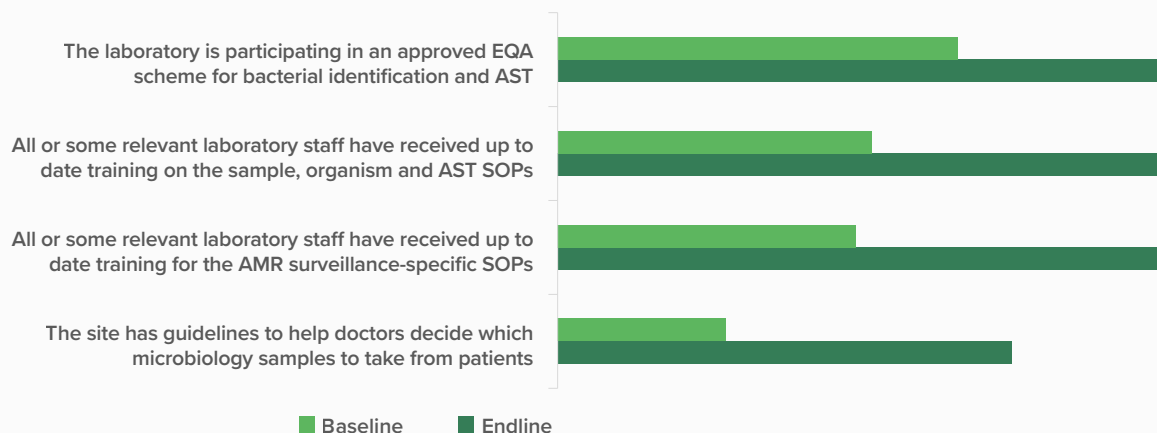 The laboratory is participating in an approved EQA
scheme for bacterial identification and AST
All or some relevant laboratory staff have received up to
date training on the sample, organism and AST SOPs
All or some relevant laboratory staff have received up to
date training for the AMR surveillance-specific SOPs
The site has guidelines to help doctors decide which
microbiology samples to take from patients
Baseline
Endline